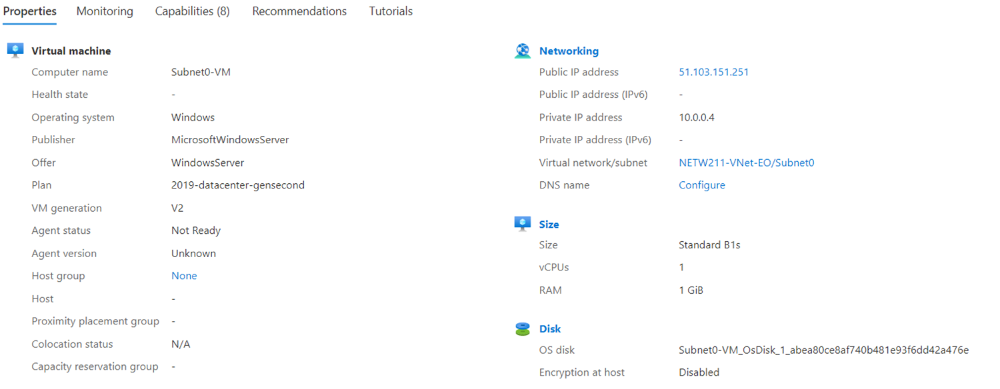 Properties Monitoring Capabilities (8) Recommendations Tutorials
Virtual machine
Computer name Subnet0-VM
Health state -
Operating system Windows
Publisher MicrosoftWindowsServer
Offer WindowsServer
Plan 2019-datacenter-gensecond
VM generation V2
Agent status Not Ready
Agent version Unknown
Host group None
Host -
Proximity placement group -
Colocation status N/A
Capacity reservation group -
Networking
Public IP address 51.103.151.251
Public IP address (IPv6) -
Private IP address 10.0.0.4
Private IP address (IPv6) -
Virtual network/subnet NETW211-VNet-EO/Subnet0
DNS name Configure
Size
Size Standard B1s
vCPUs 1
RAM 1 GiB
Disk
OS disk Subnet0-VM_OsDisk_1_abea80ce8af740b481e93f6dd42a476e
Encryption at host Disabled